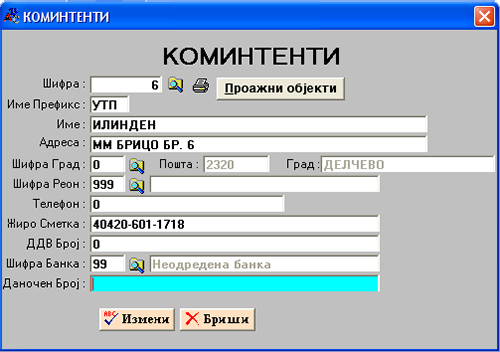 КОМИНТЕНТИ
КОМИНТЕНТИ
Шифра : 6 Проажни објекти
Име Префикс : УТП
Име : ИЛИНДЕН
Адреса : ММ БРИЦО БР. 6
Шифра Град : 0 Пошта : 2320 Град : ДЕЛЧЕВО
Шифра Реон : 999
Телефон : 0
Жиро Сметка : 40420-601-1718
ДДВ Број : 0
Шифра Банка : 99 Неодредена банка
Даночен Број :
ABC Измени Бриши